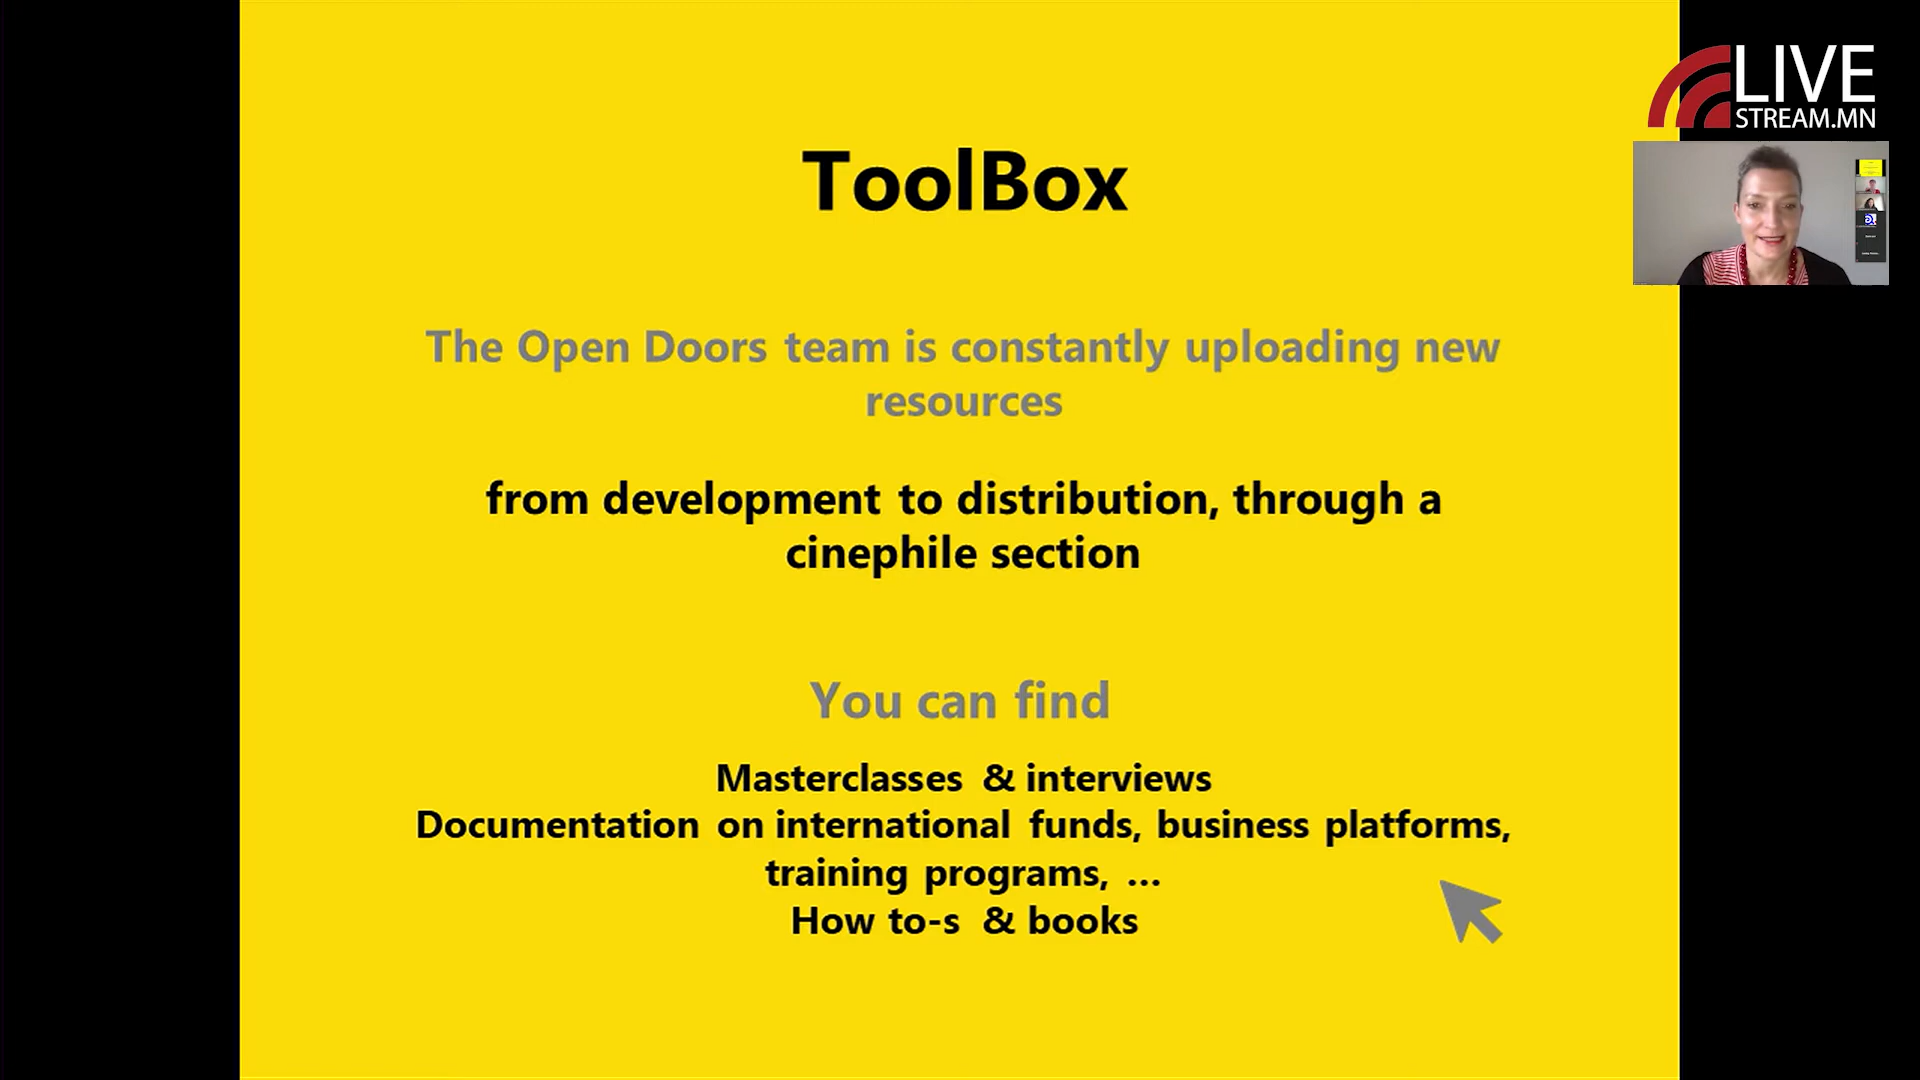 LIVE
STREAM.MN
ToolBox
The Open Doors team is constantly uploading new
resources
from development to distribution, through a
cinephile section
You can find
Masterclasses & interviews
Documentation on international funds, business platforms,
training programs, ...
How to-s & books